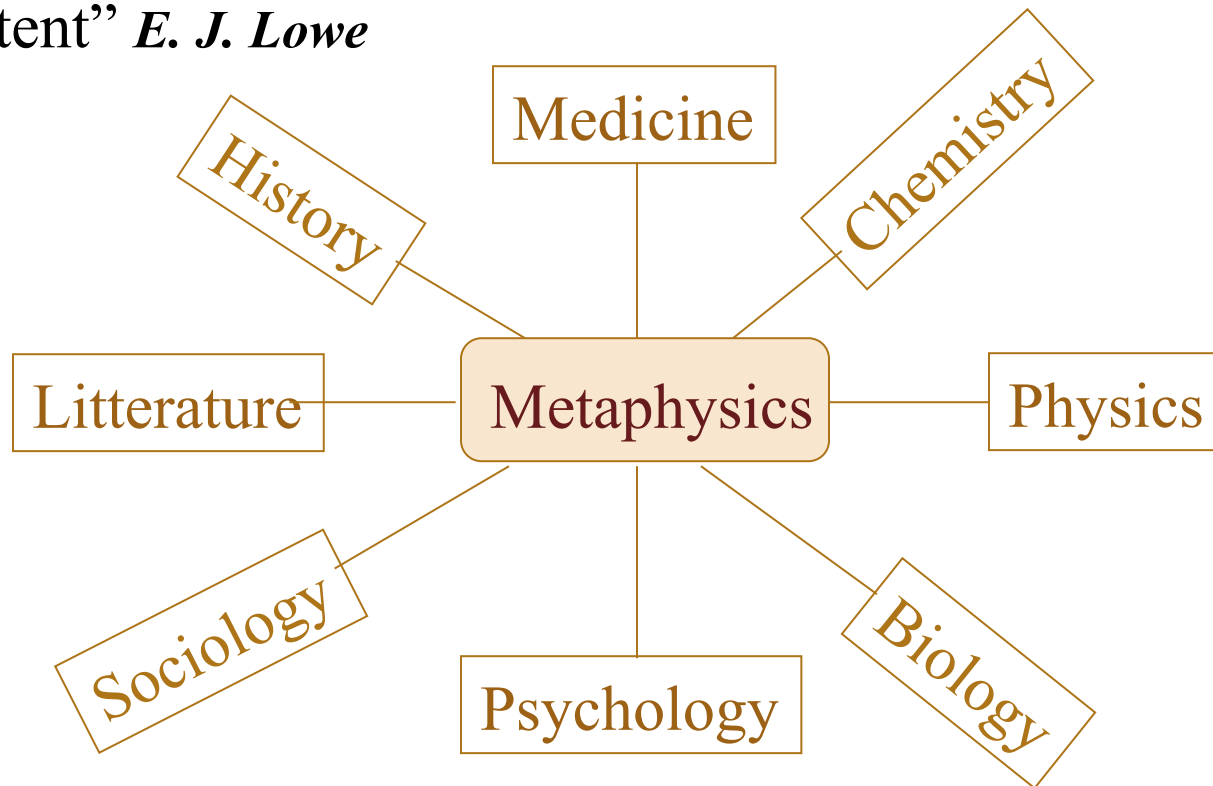 tent” E. J. Lowe
Medicine
Chemistry
History
Litterature
Metaphysics
Physics
Sociology
Psychology
Biology